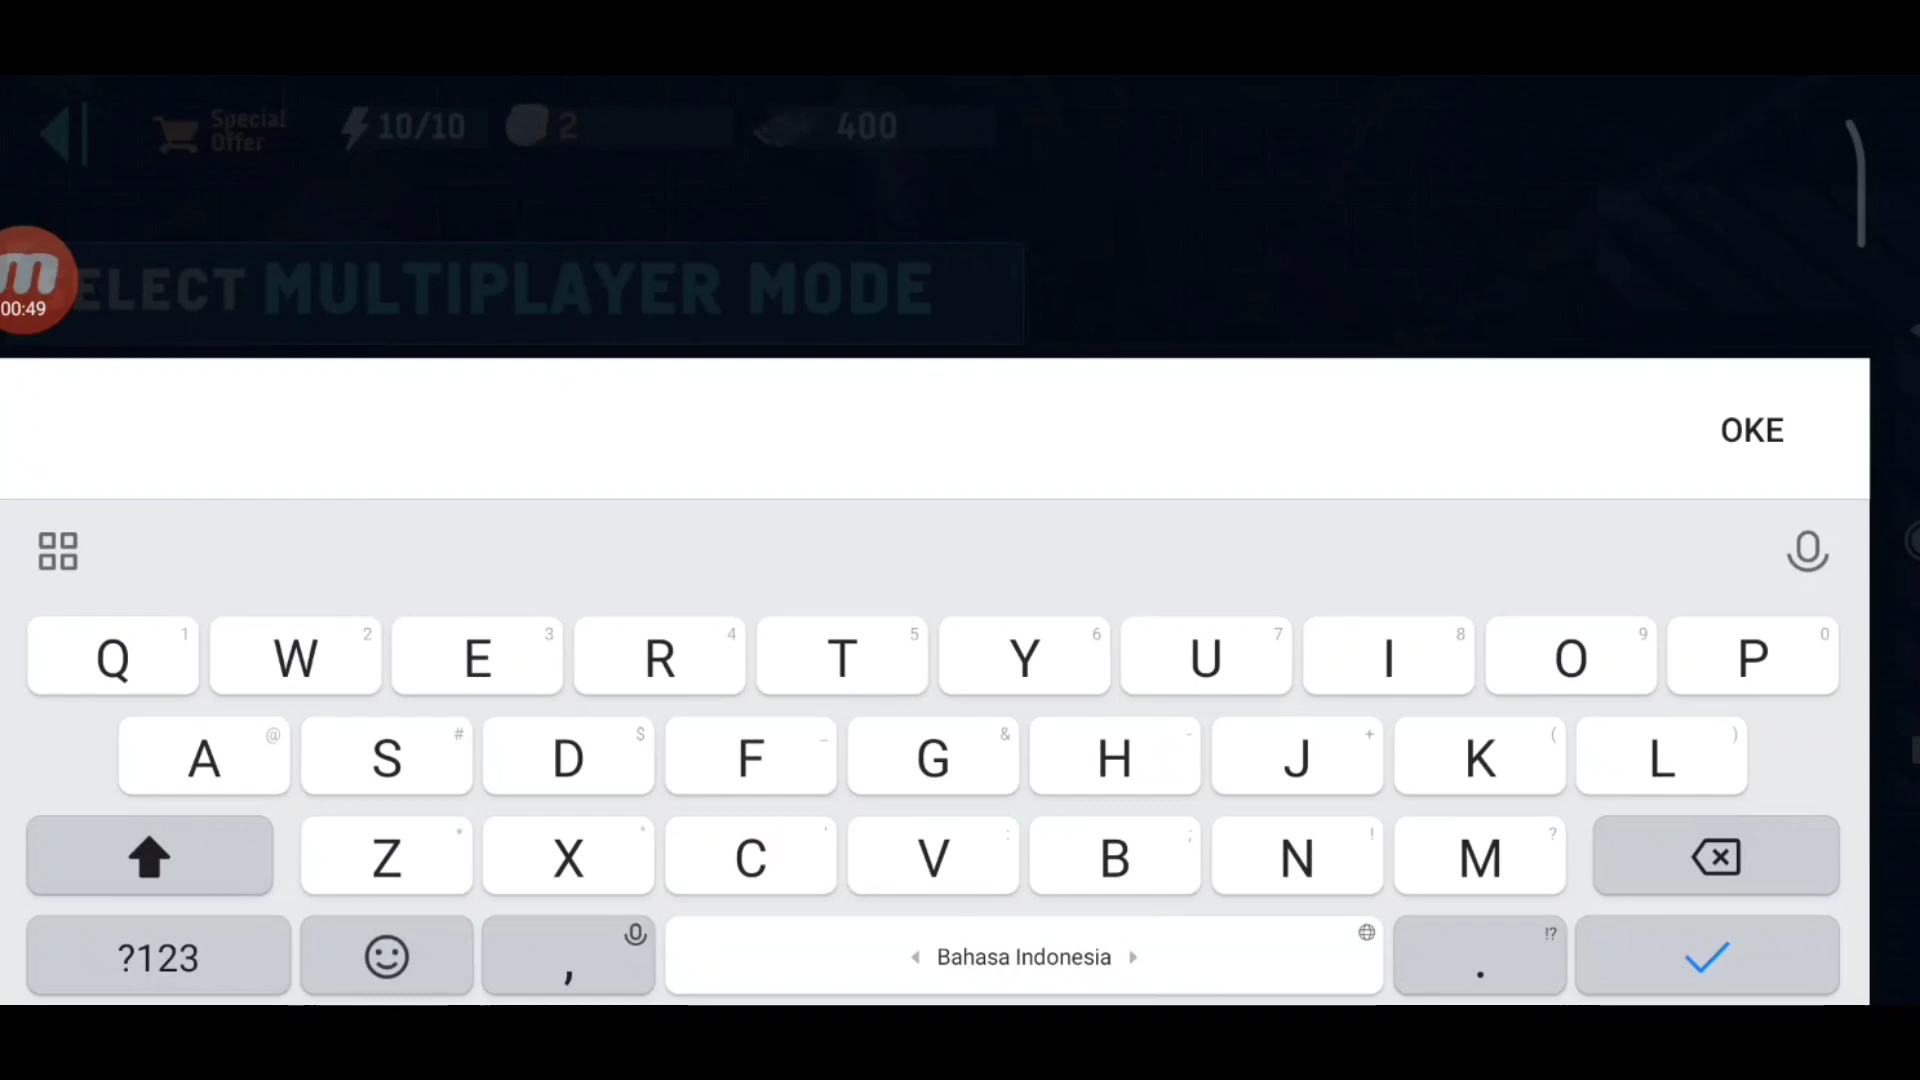 Special
Offer
10/10
2
400
ELECT MULTIPLAYER MODE
m
00:49
OKE
Q 1 W 2 E 3 R 4 T 5 Y 6 U 7 I 8 O 9 P 0
A @ S # D $ F _ G & H - J + K ( L )
Z * X " C ' V : B ; N ! M ?
?123 , Bahasa Indonesia . !?